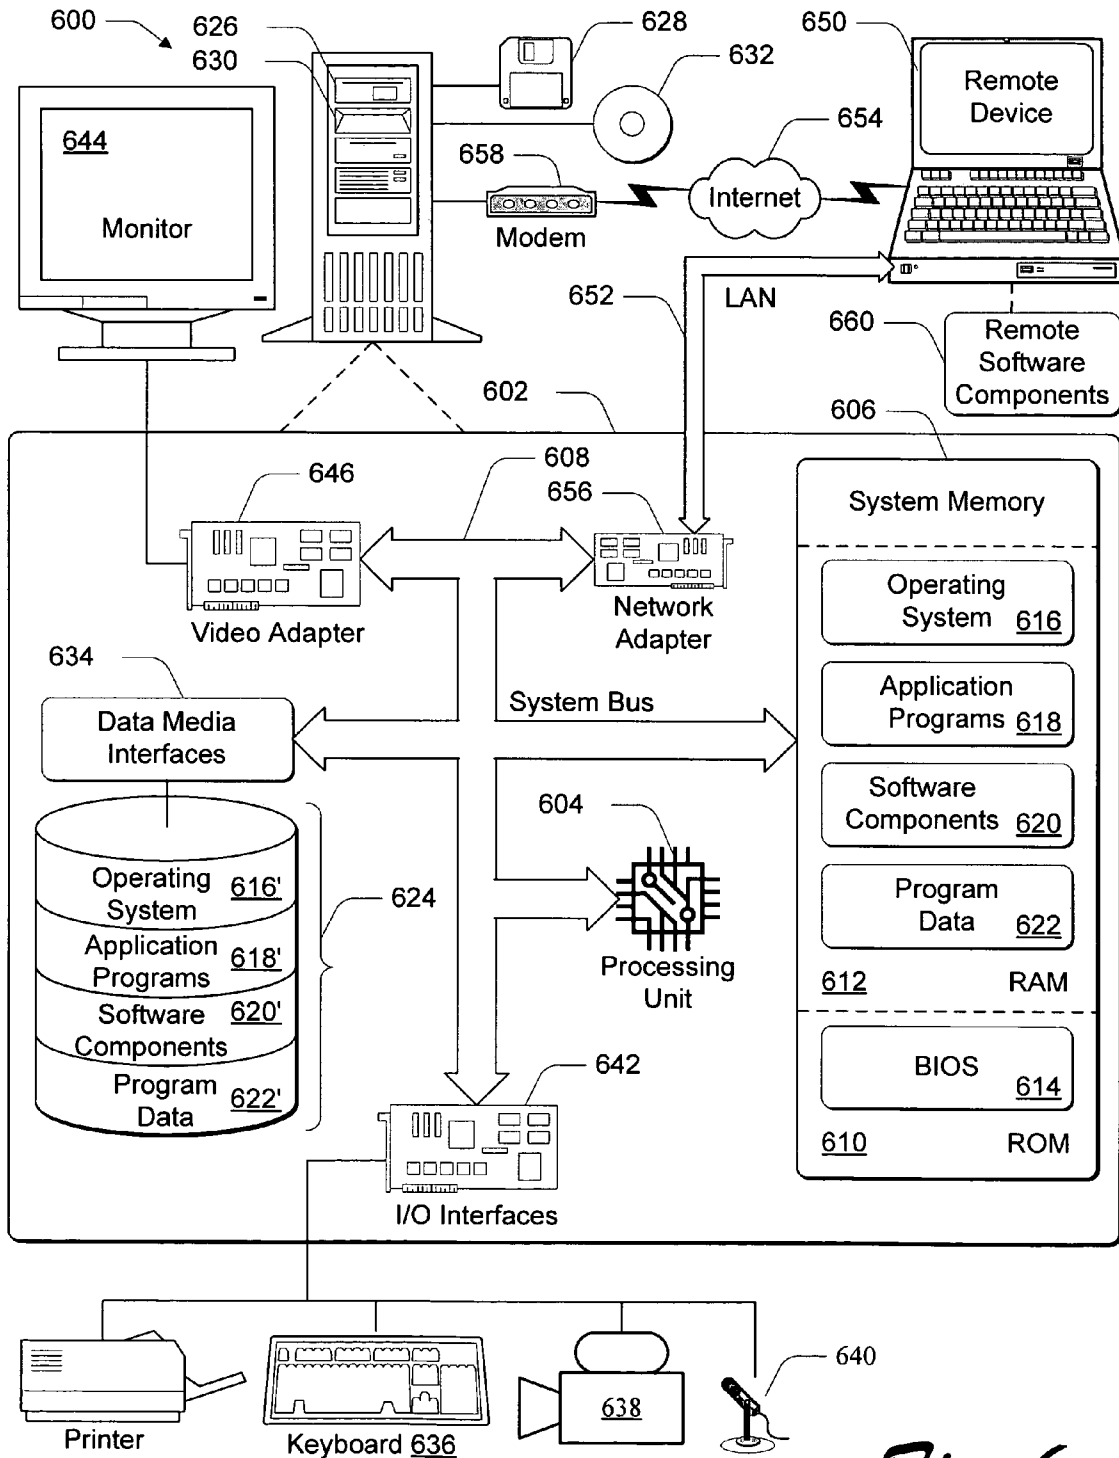 600
626
630
628
632
650
Remote
Device
654
644
Monitor
658
Internet
Modem
652
LAN
660
Remote
Software
Components
602
606
608
646
656
System Memory
Operating
System 616
Video Adapter
Network
Adapter
634
Data Media
Interfaces
System Bus
Application
Programs 618
604
Software
Components 620
Operating
System 616'
624
Program
Data 622
Application
Programs 618'
Processing
Unit
612 RAM
Software
Components 620'
Program
Data 622'
642
BIOS 614
610 ROM
I/O Interfaces
640
638
Printer
Keyboard 636
Fig. 6